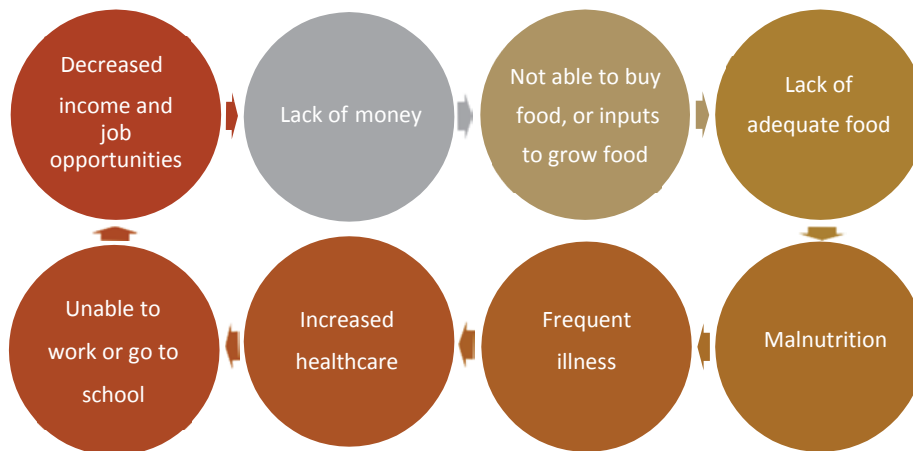 Decreased
income and
job
opportunities
Lack of money
Not able to buy
food, or inputs
to grow food
Lack of
adequate food
Malnutrition
Frequent
illness
Increased
healthcare
Unable to
work or go to
school